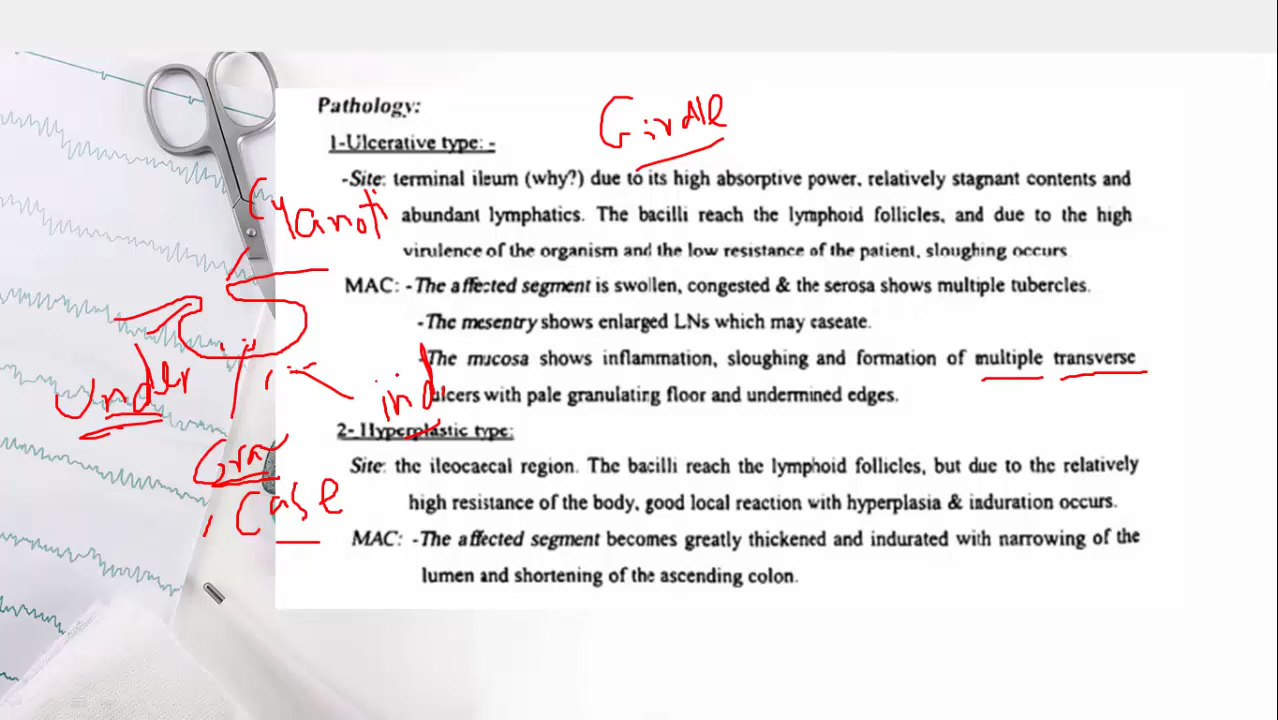 Pathology:
Girdle
1-Ulcerative type: -
-Site: terminal ileum (why?) due to its high absorptive power, relatively stagnant contents and
abundant lymphatics. The bacilli reach the lymphoid follicles, and due to the high
virulence of the organism and the low resistance of the patient, sloughing occurs.
Cyanoti
MAC: -The affected segment is swollen, congested & the serosa shows multiple tubercles.
-The mesentry shows enlarged LNs which may caseate.
-The mucosa shows inflammation, sloughing and formation of multiple transverse
ulcers with pale granulating floor and undermined edges.
Under
ind
2- Hyperplastic type:
Site: the ileocaecal region. The bacilli reach the lymphoid follicles, but due to the relatively
high resistance of the body, good local reaction with hyperplasia & induration occurs.
Gra
Case
MAC: -The affected segment becomes greatly thickened and indurated with narrowing of the
lumen and shortening of the ascending colon.